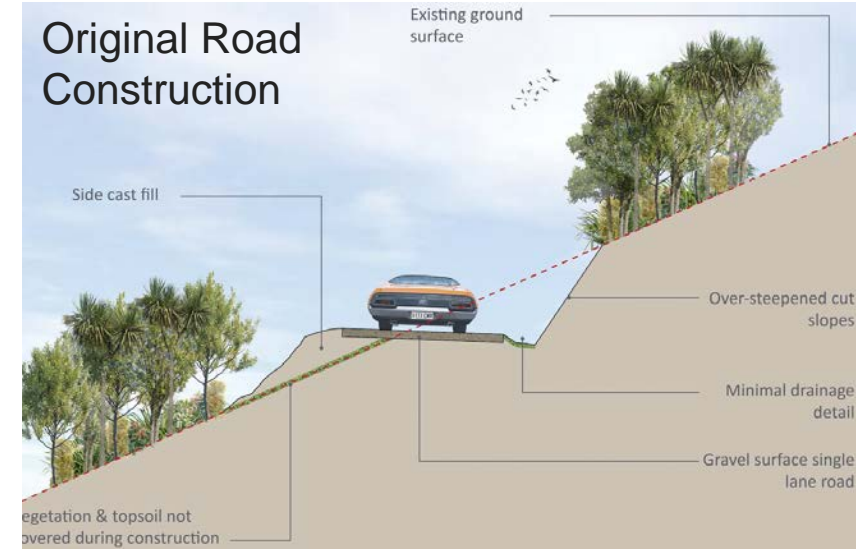 Original Road
Construction
Existing ground
surface
Side cast fill
Over-steepened cut
slopes
Minimal drainage
detail
Gravel surface single
lane road
egetation & topsoil not
overed during construction